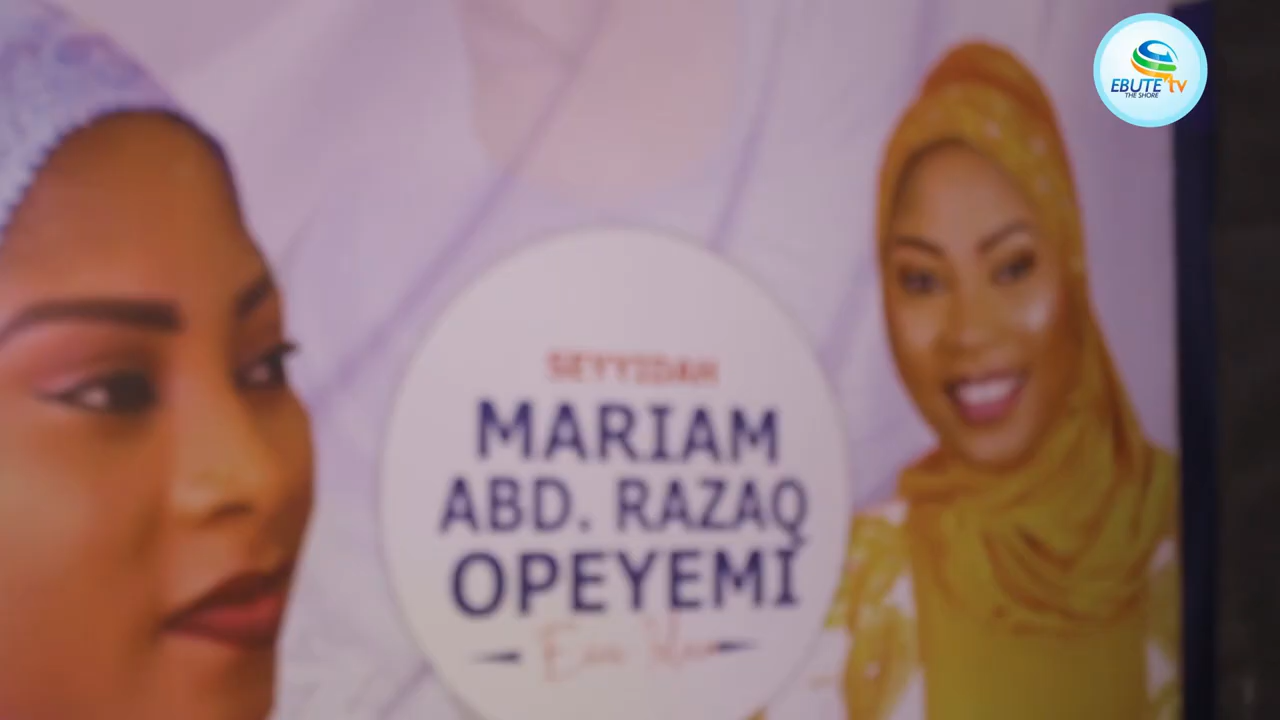 EBUTE tv
THE SHORE
SEYYIDAH
MARIAM
ABD. RAZAQ
OPEYEMI